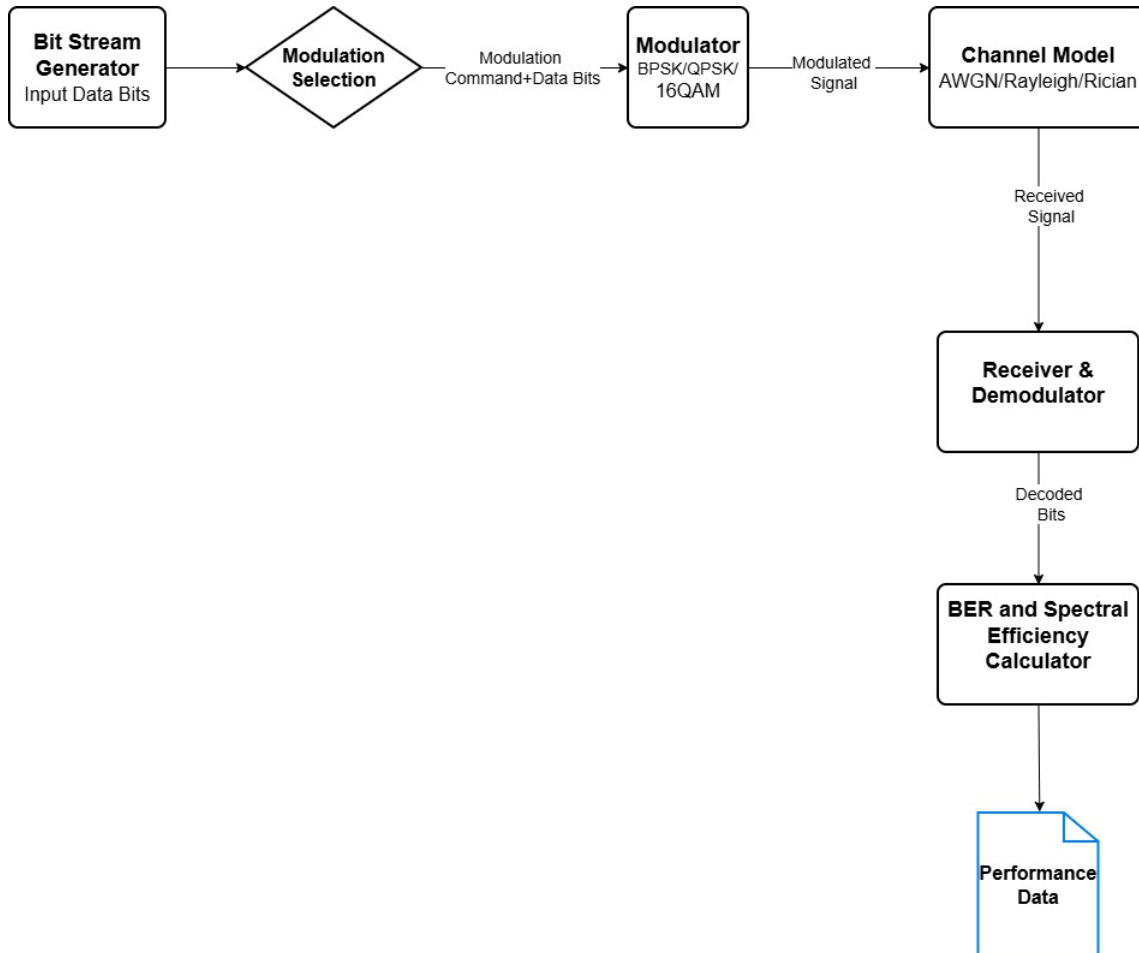 Bit Stream
Generator
Input Data Bits
Modulation
Selection
Modulation
Command+Data Bits
Modulator
BPSK/QPSK/
16QAM
Modulated
Signal
Channel Model
AWGN/Rayleigh/Rician
Received
Signal
Receiver &
Demodulator
Decoded
Bits
BER and Spectral
Efficiency
Calculator
Performance
Data